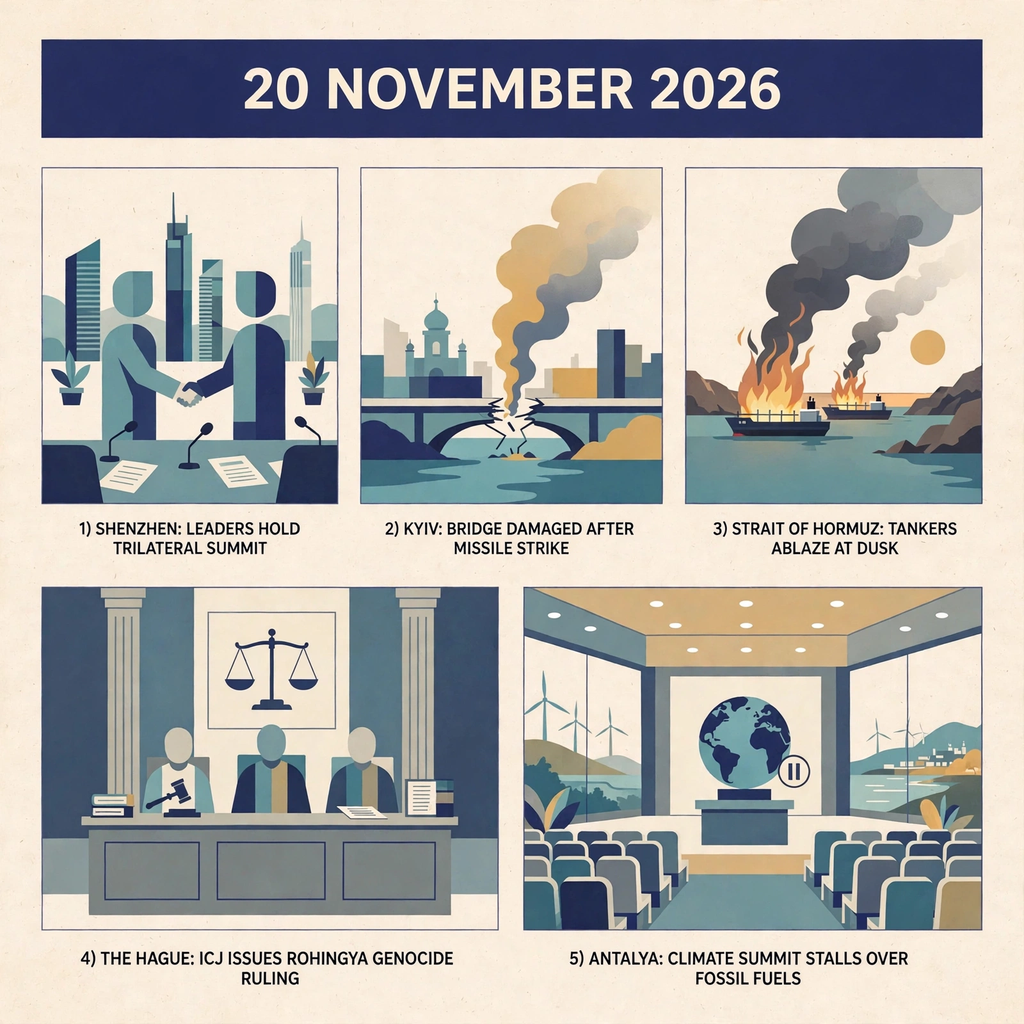 20 NOVEMBER 2026
1) SHENZHEN: LEADERS HOLD
TRILATERAL SUMMIT
2) KYIV: BRIDGE DAMAGED AFTER
MISSILE STRIKE
3) STRAIT OF HORMUZ: TANKERS
ABLAZE AT DUSK
4) THE HAGUE: ICJ ISSUES ROHINGYA GENOCIDE
RULING
5) ANTALYA: CLIMATE SUMMIT STALLS OVER
FOSSIL FUELS